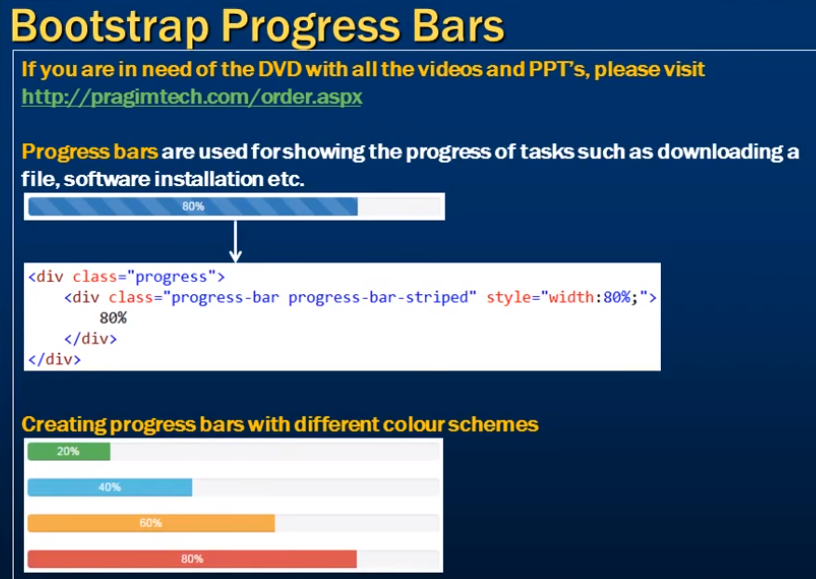 Bootstrap Progress Bars
If you are in need of the DVD with all the videos and PPT's, please visit
http://pragimtech.com/order.aspx
Progress bars are used for showing the progress of tasks such as downloading a
file, software installation etc.
80%
<div class="progress">
    <div class="progress-bar progress-bar-striped" style="width:80%;">
        80%
    </div>
</div>
Creating progress bars with different colour schemes
20%
40%
60%
80%